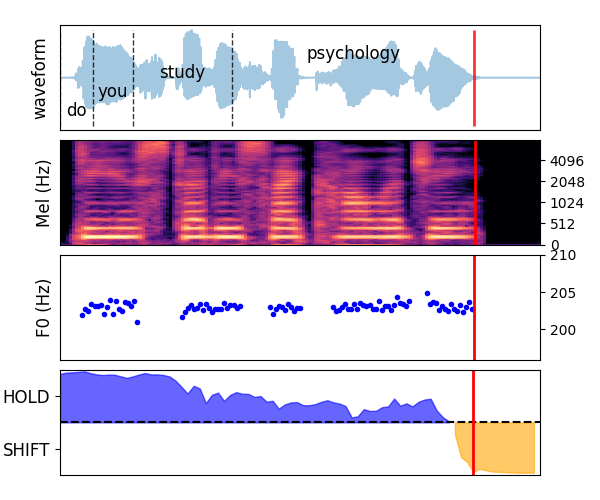 waveform
do
you
study
psychology
Mel (Hz)
4096
2048
1024
512
0
F0 (Hz)
210
205
200
HOLD
SHIFT